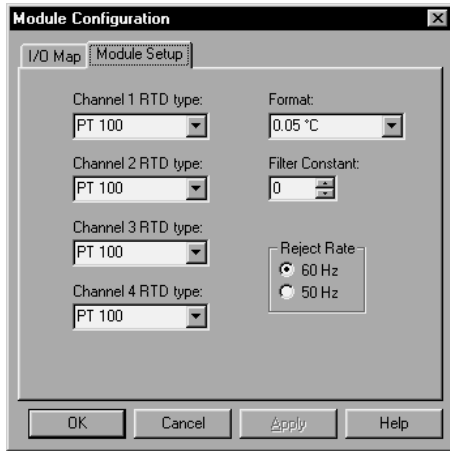 Module Configuration
I/O Map
Module Setup
Channel 1 RTD type:
PT 100
Channel 2 RTD type:
PT 100
Channel 3 RTD type:
PT 100
Channel 4 RTD type:
PT 100
Format:
0.05 °C
Filter Constant:
0
Reject Rate
60 Hz
50 Hz
OK
Cancel
Apply
Help